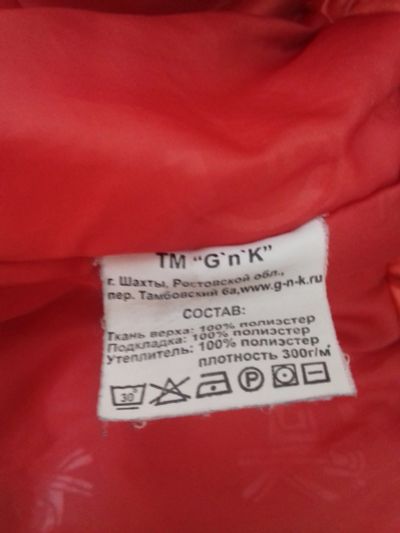 ТМ "G`n`K"
г. Шахты, Ростовской обл.,
пер. Тамбовский 6а,www.g-n-k.ru
СОСТАВ:
Ткань верха: 100% полиэстер
Подкладка: 100% полиэстер
Утеплитель: 100% полиэстер
плотность 300г/м²
30°
P